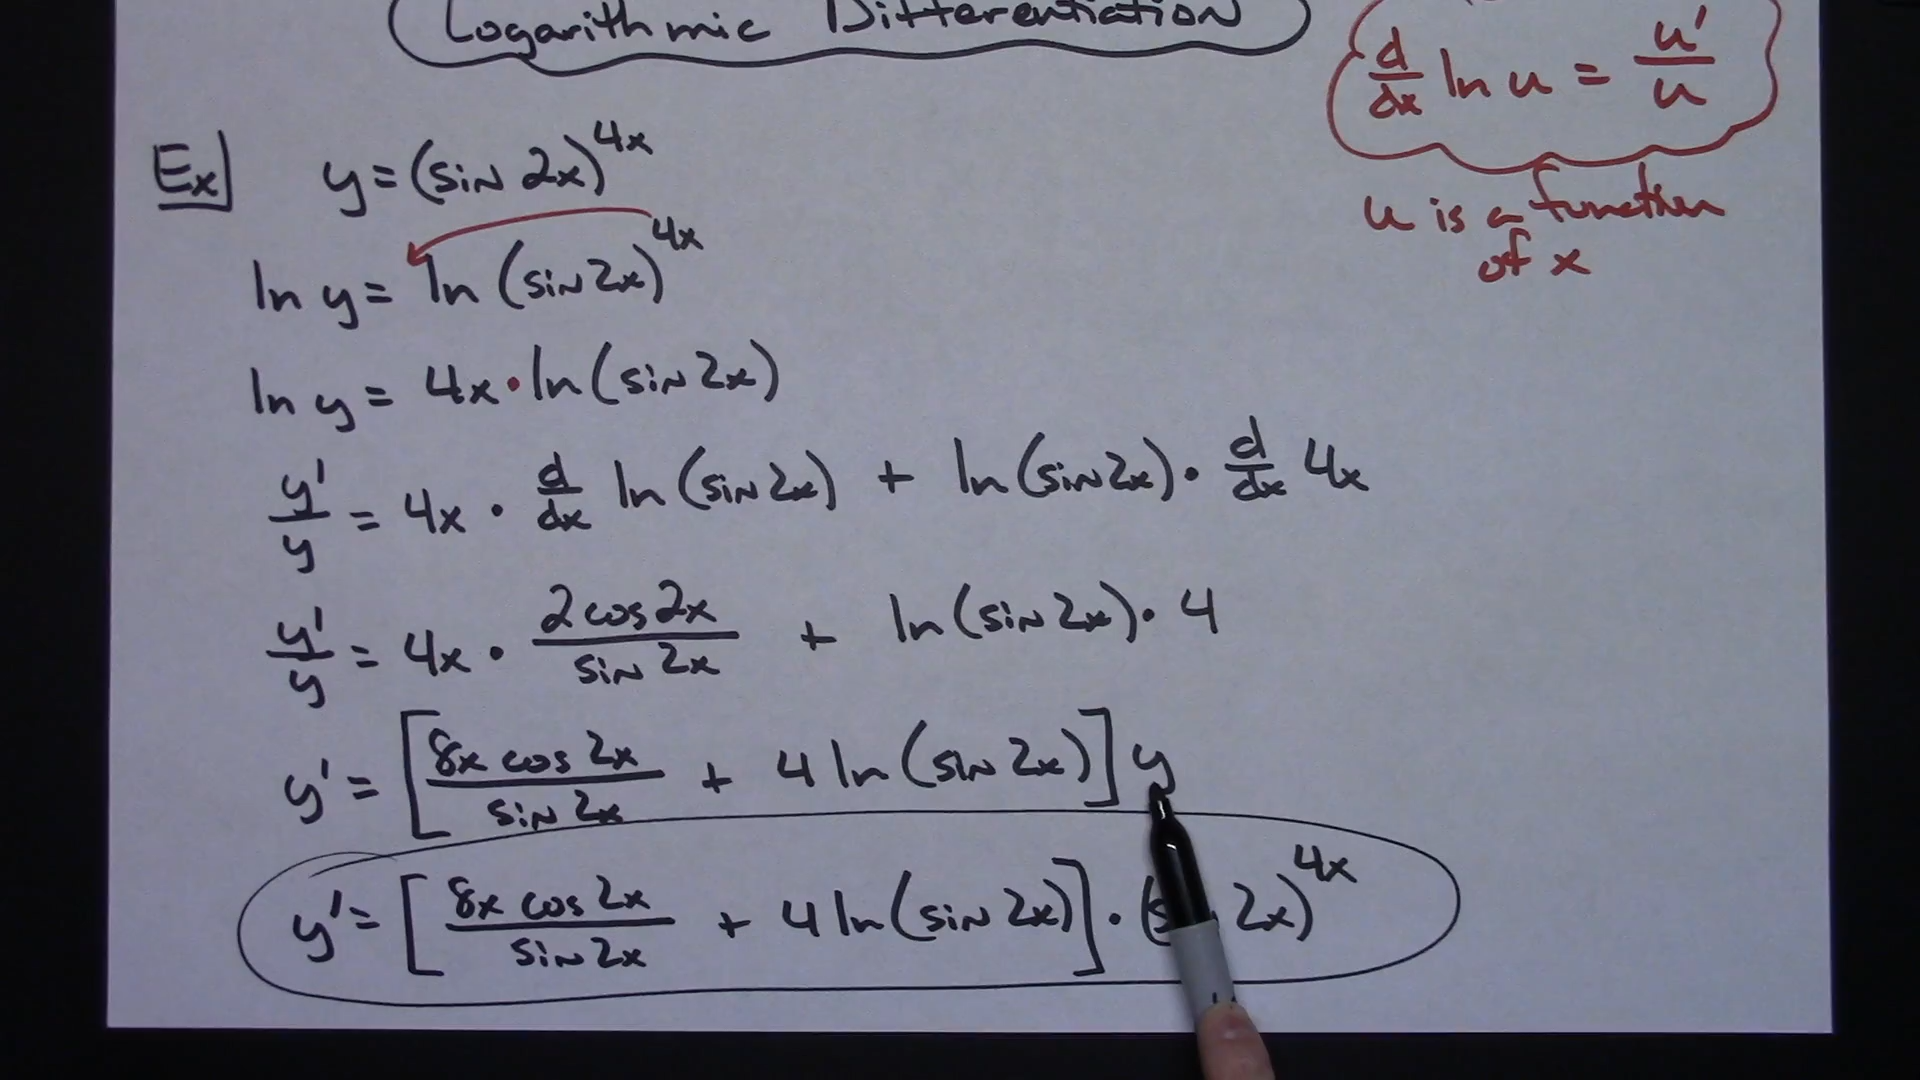 Logarithmic Differentiation
d/dx ln u = u'/u
u is a function
of x
Ex y = (sin 2x)^4x
ln y = ln (sin 2x)^4x
ln y = 4x · ln (sin 2x)
y'/y = 4x · d/dx ln (sin 2x) + ln (sin 2x) · d/dx 4x
y'/y = 4x · 2 cos 2x / sin 2x + ln (sin 2x) · 4
y' = [8x cos 2x / sin 2x + 4 ln (sin 2x)] y
y' = [8x cos 2x / sin 2x + 4 ln (sin 2x)] · ( 2x)^4x